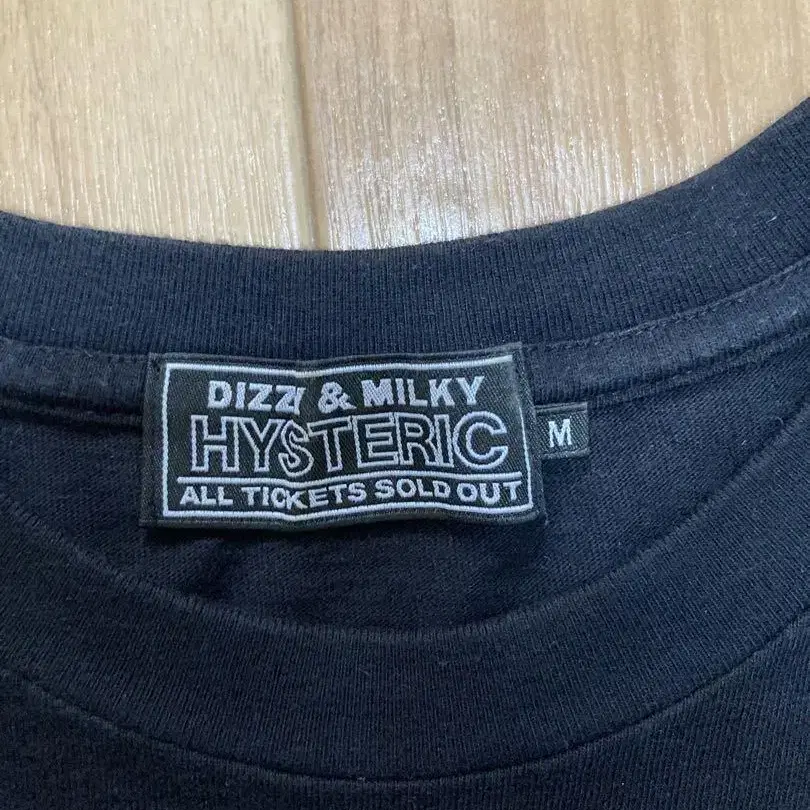 DIZZY & MILKY
HYSTERIC
ALL TICKETS SOLD OUT
M